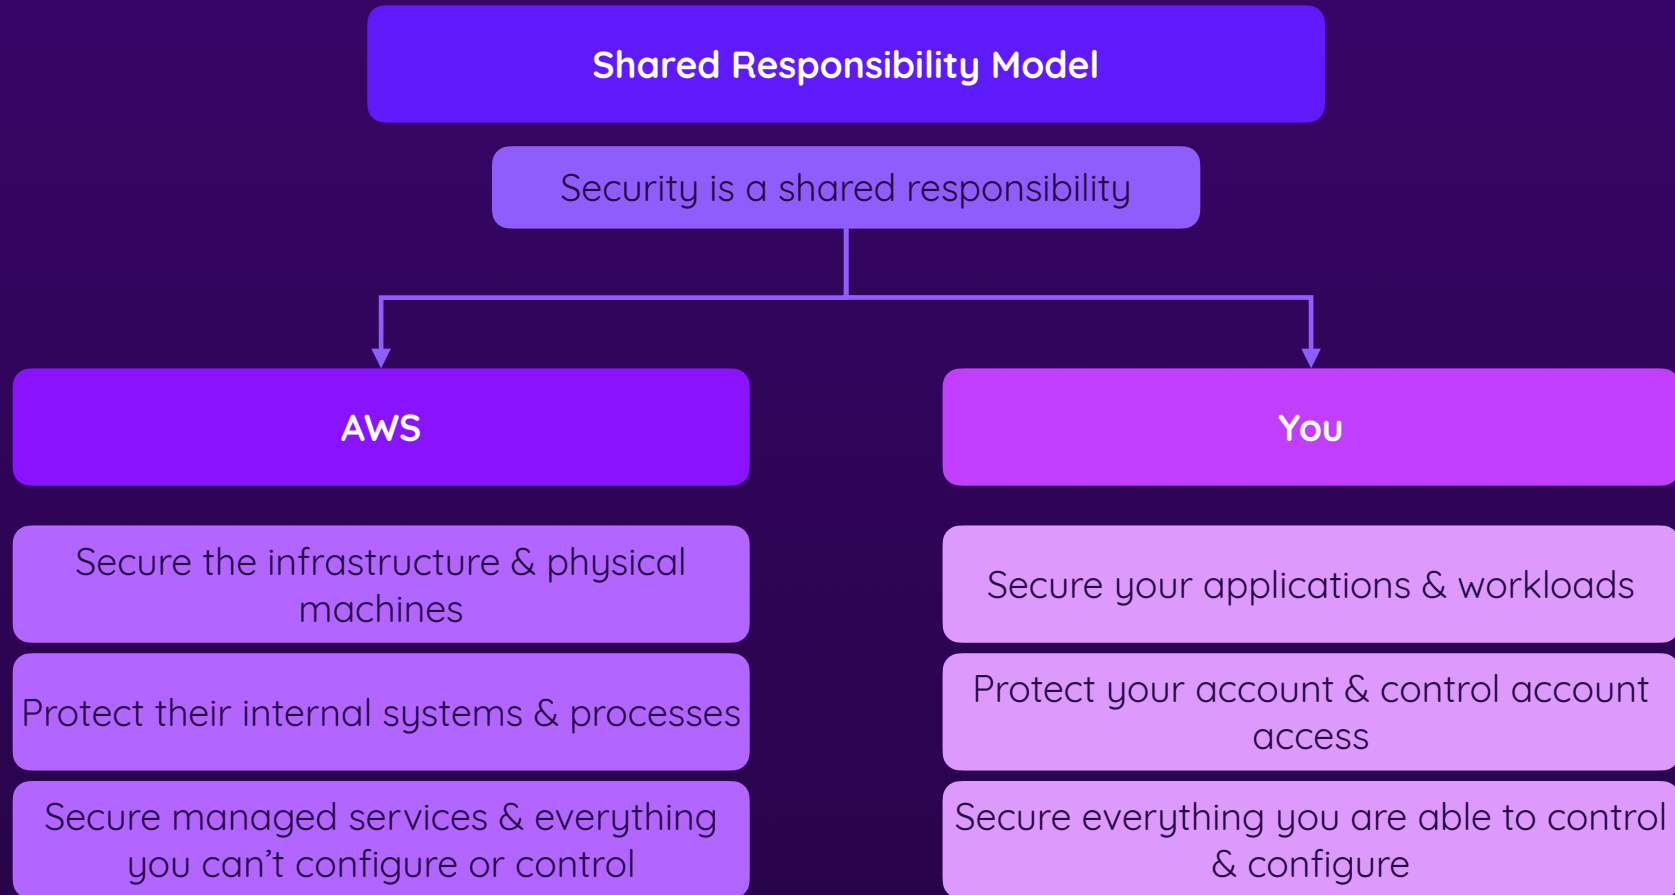 Shared Responsibility Model
Security is a shared responsibility
AWS
Secure the infrastructure & physical
machines
Protect their internal systems & processes
Secure managed services & everything
you can’t configure or control
You
Secure your applications & workloads
Protect your account & control account
access
Secure everything you are able to control
& configure